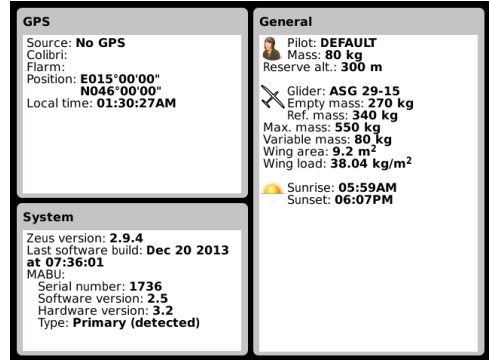 GPS
Source: No GPS
Colibri:
Flarm:
Position: E015°00'00"
N046°00'00"
Local time: 01:30:27AM
System
Zeus version: 2.9.4
Last software build: Dec 20 2013
at 07:36:01
MABU:
Serial number: 1736
Software version: 2.5
Hardware version: 3.2
Type: Primary (detected)
General
Pilot: DEFAULT
Mass: 80 kg
Reserve alt.: 300 m
Glider: ASG 29-15
Empty mass: 270 kg
Ref. mass: 340 kg
Max. mass: 550 kg
Variable mass: 80 kg
Wing area: 9.2 m²
Wing load: 38.04 kg/m²
Sunrise: 05:59AM
Sunset: 06:07PM